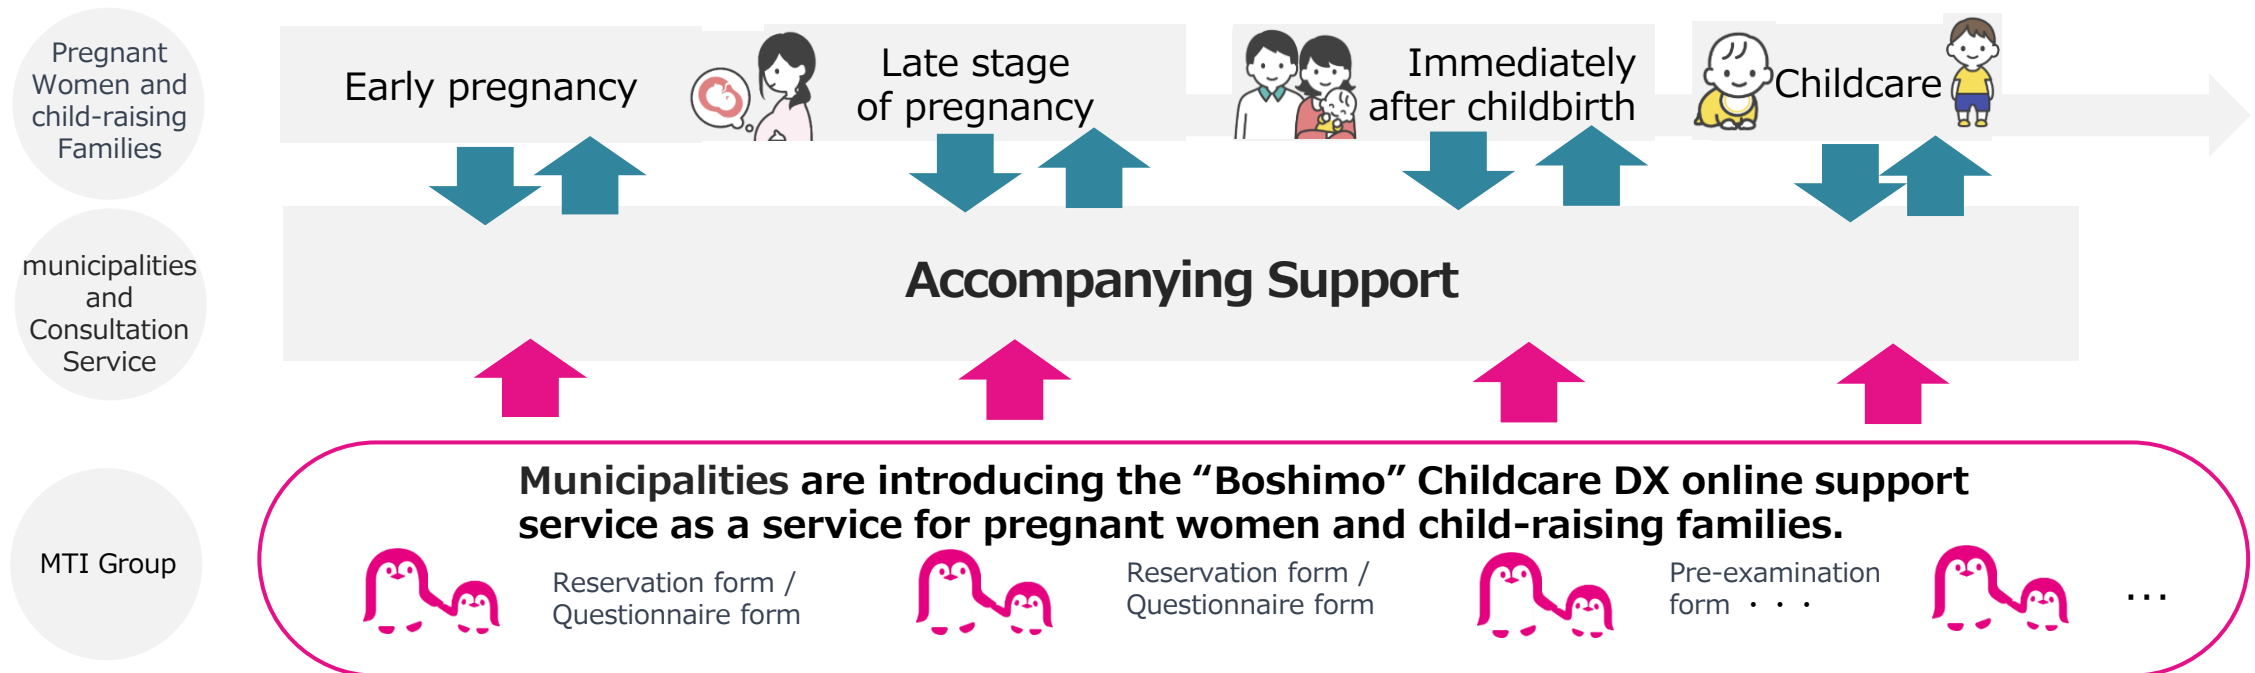 Pregnant
Women and
child-raising
Families
Early pregnancy
Late stage
of pregnancy
Immediately
after childbirth
Childcare
municipalities
and
Consultation
Service
Accompanying Support
MTI Group
Municipalities are introducing the “Boshimo” Childcare DX online support
service as a service for pregnant women and child-raising families.
Reservation form /
Questionnaire form
Reservation form /
Questionnaire form
Pre-examination
form ・・・
…